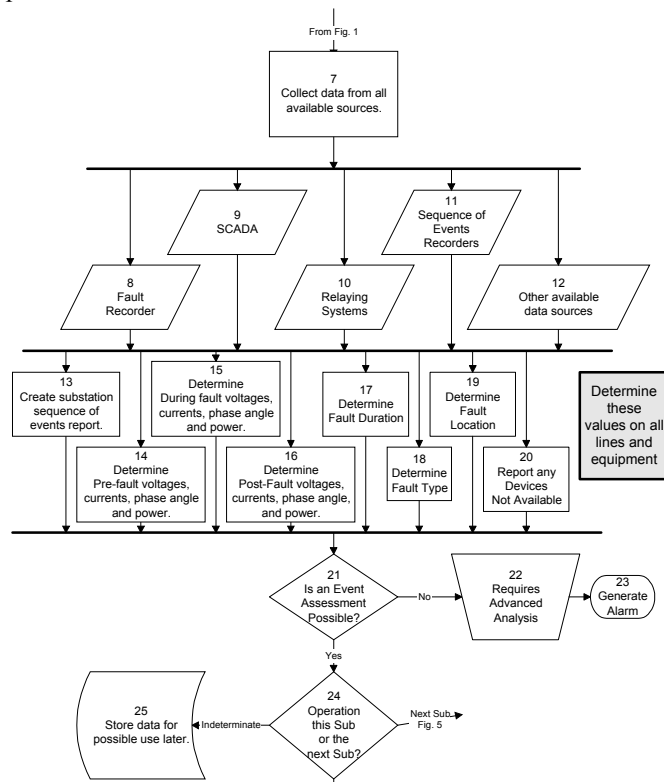 From Fig. 1
7
Collect data from all
available sources.
9
SCADA
11
Sequence of
Events
Recorders
8
Fault
Recorder
10
Relaying
Systems
12
Other available
data sources
13
Create substation
sequence of
events report.
15
Determine
During fault voltages,
currents, phase angle
and power.
17
Determine
Fault Duration
19
Determine
Fault
Location
Determine
these
values on all
lines and
equipment
14
Determine
Pre-fault voltages,
currents, phase angle,
and power.
16
Determine
Post-Fault voltages,
currents, phase angle,
and power.
18
Determine
Fault Type
20
Report any
Devices
Not Available
21
Is an Event
Assessment
Possible?
No
22
Requires
Advanced
Analysis
23
Generate
Alarm
Yes
24
Operation
this Sub
or the
next Sub?
Next Sub
Fig. 5
Indeterminate
25
Store data for
possible use later.